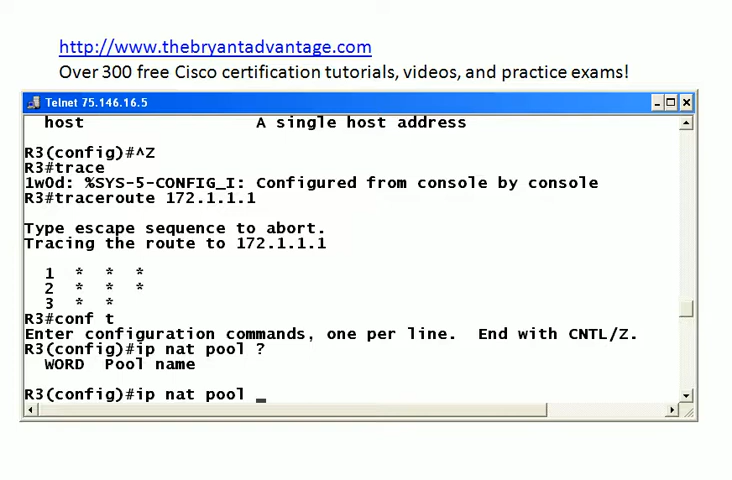 http://www.thebryantadvantage.com
Over 300 free Cisco certification tutorials, videos, and practice exams!
Telnet 75.146.16.5
host A single host address
R3(config)#^Z
R3#trace
1w0d: %SYS-5-CONFIG_I: Configured from console by console
R3#traceroute 172.1.1.1
Type escape sequence to abort.
Tracing the route to 172.1.1.1
1 * * *
2 * * *
3 * *
R3#conf t
Enter configuration commands, one per line. End with CNTL/Z.
R3(config)#ip nat pool ?
WORD Pool name
R3(config)#ip nat pool _